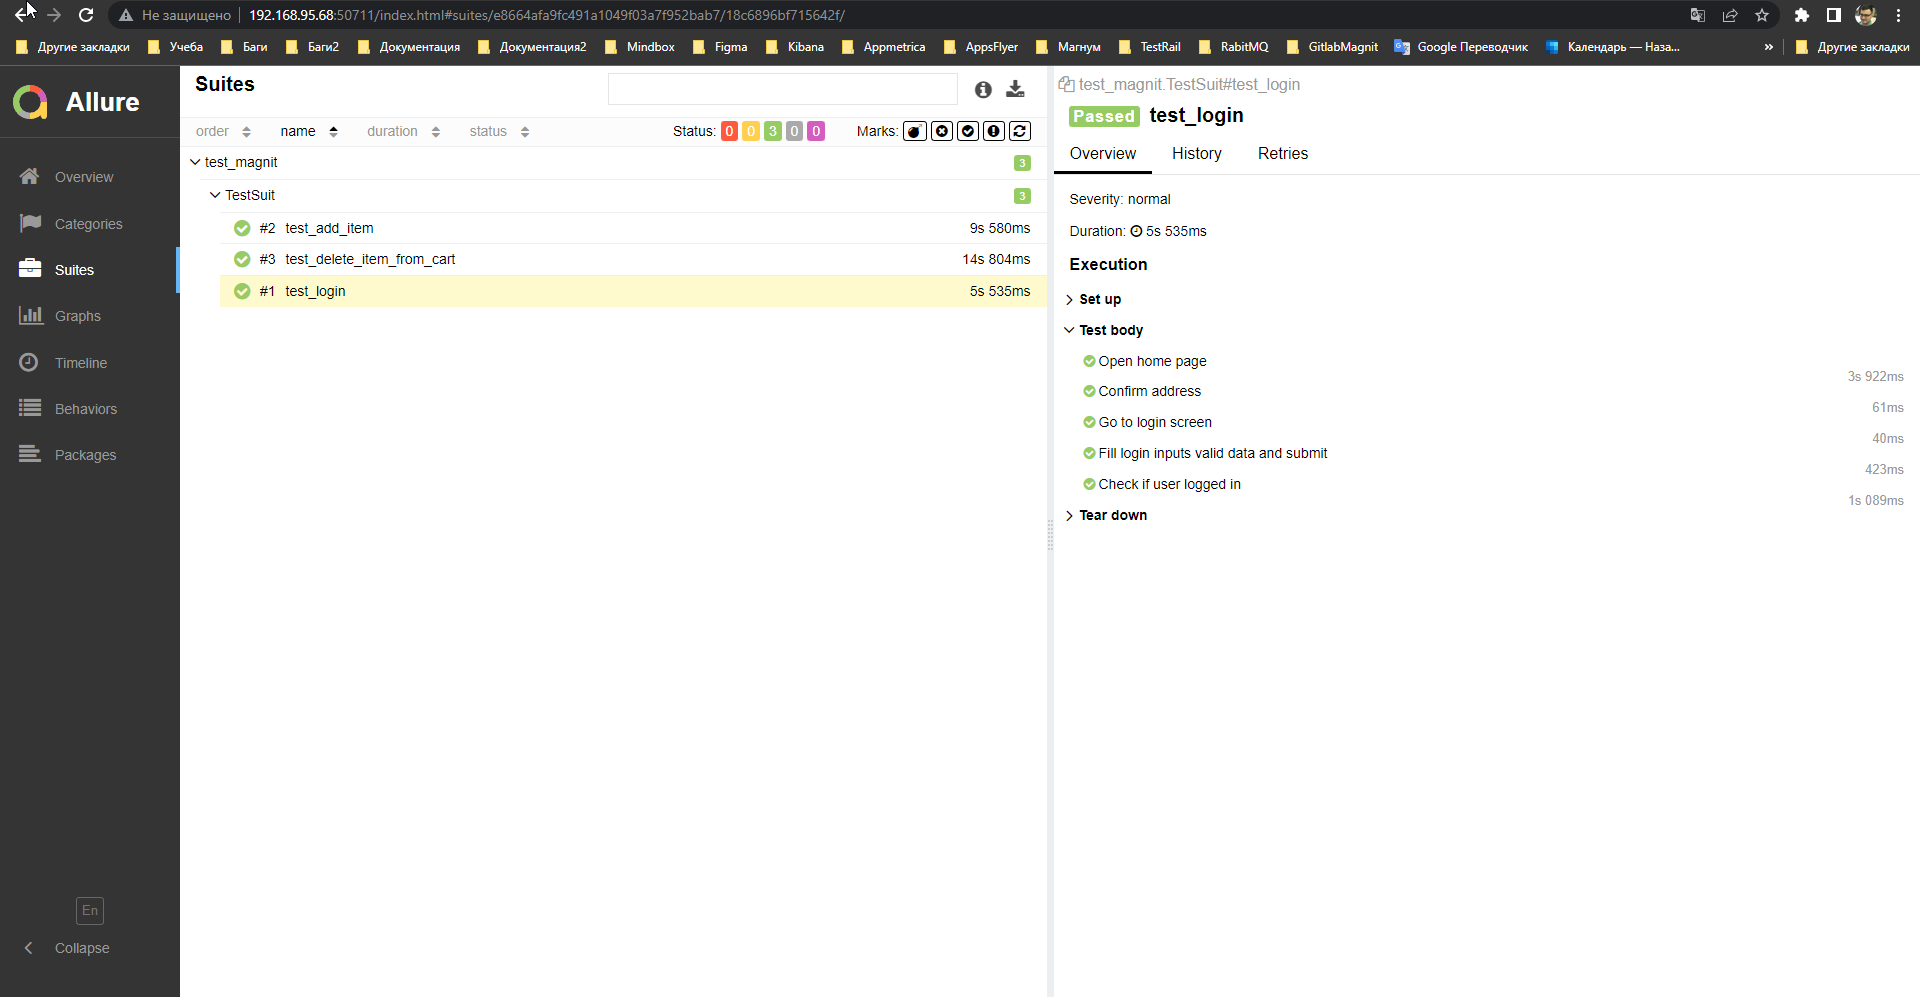 Не защищено 192.168.95.68:50711/index.html#suites/e8664afa9fc491a1049f03a7f952bab7/18c6896bf715642f/
Другие закладки Учеба Баги Баги2 Документация Документация2 Mindbox Figma Kibana Appmetrica AppsFlyer Магнум TestRail RabitMQ GitlabMagnit Google Переводчик Календарь — Наза... » Другие закладки
Allure
Overview
Categories
Suites
Graphs
Timeline
Behaviors
Packages
En
Collapse
Suites
order name duration status Status: 0 0 3 0 0 Marks:
test_magnit 3
TestSuit 3
#2 test_add_item 9s 580ms
#3 test_delete_item_from_cart 14s 804ms
#1 test_login 5s 535ms
test_magnit.TestSuit#test_login
Passed test_login
Overview History Retries
Severity: normal
Duration: 5s 535ms
Execution
Set up
Test body
Open home page
3s 922ms
Confirm address
61ms
Go to login screen
40ms
Fill login inputs valid data and submit
423ms
Check if user logged in
1s 089ms
Tear down